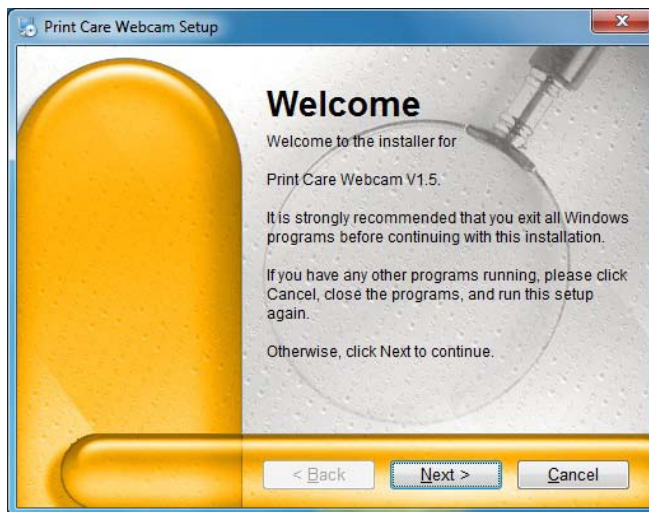 Print Care Webcam Setup
Welcome
Welcome to the installer for
Print Care Webcam V1.5.
It is strongly recommended that you exit all Windows
programs before continuing with this installation.
If you have any other programs running, please click
Cancel, close the programs, and run this setup
again.
Otherwise, click Next to continue.
< Back Next > Cancel